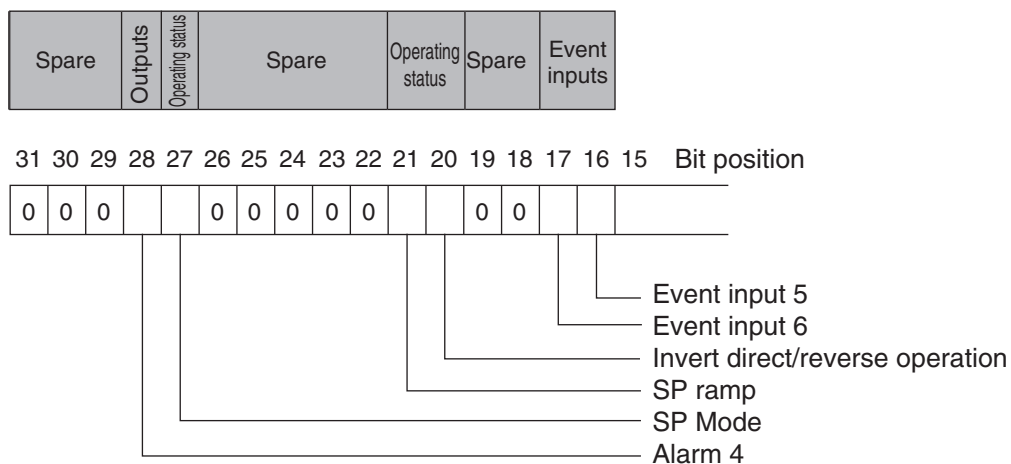 Spare Outputs Operating status Spare Operating status Spare Event inputs
31 30 29 28 27 26 25 24 23 22 21 20 19 18 17 16 15 Bit position
0 0 0 0 0 0 0 0 0 0
Event input 5
Event input 6
Invert direct/reverse operation
SP ramp
SP Mode
Alarm 4